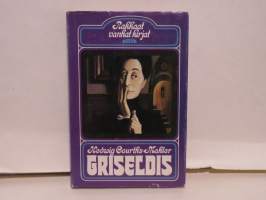 Rakkaat
vanhat kirjat
Hedwig Courths-Mahler
GRISELDIS